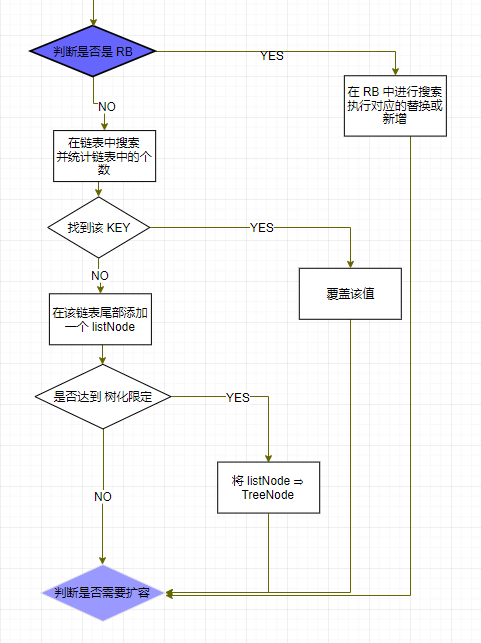 判断是否是 RB
YES
在 RB 中进行搜索
执行对应的替换或
新增
NO
在链表中搜索
并统计链表中的个
数
找到该 KEY
YES
NO
覆盖该值
在该链表尾部添加
一个 listNode
是否达到 树化限定
YES
将 listNode ⇒
TreeNode
NO
判断是否需要扩容